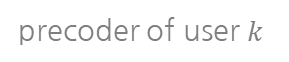 precoder of user k